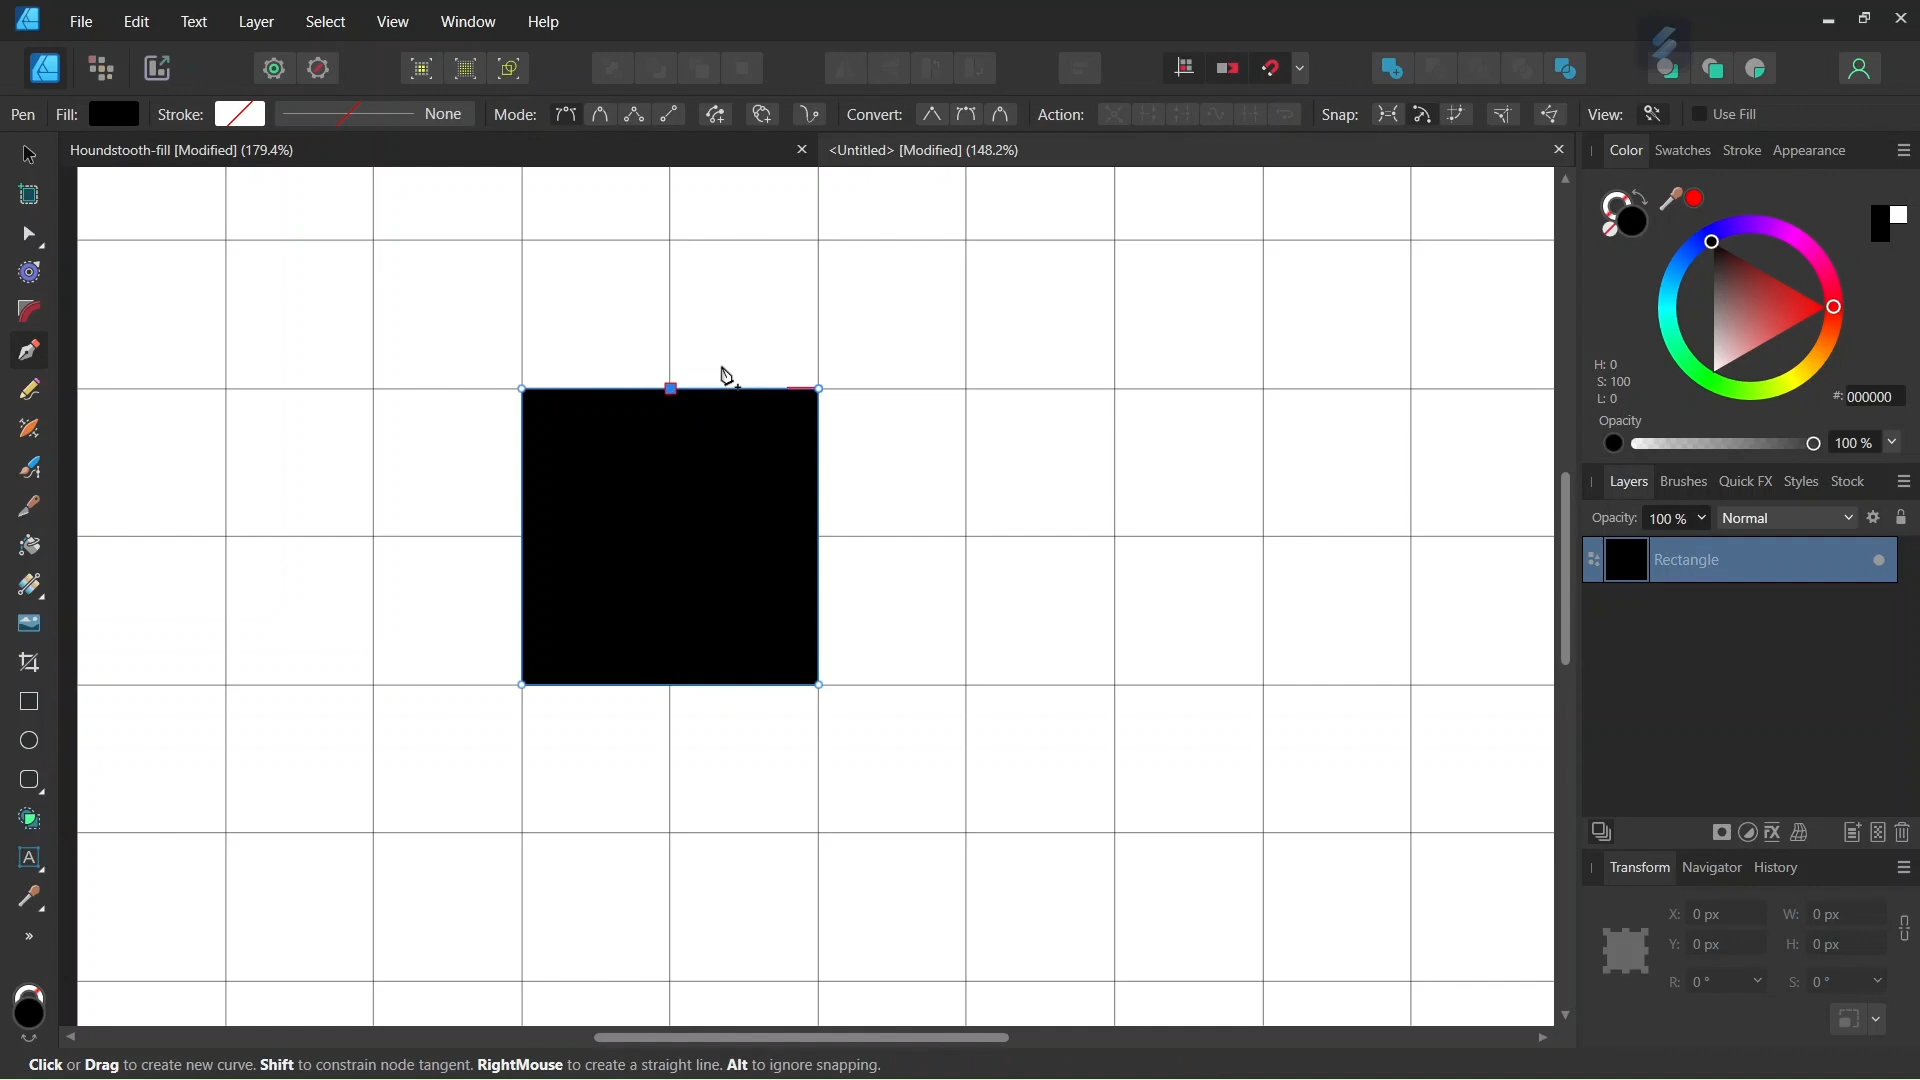 File Edit Text Layer Select View Window Help
Pen Fill: Stroke: None Mode: Convert: Action: Snap: View: Use Fill
Houndstooth-fill [Modified] (179.4%)
<Untitled> [Modified] (148.2%)
Color Swatches Stroke Appearance
H: 0
S: 100
L: 0
#: 000000
Opacity
100 %
Layers Brushes Quick FX Styles Stock
Opacity: 100 % Normal
Rectangle
Transform Navigator History
X: 0 px W: 0 px
Y: 0 px H: 0 px
R: 0 ° S: 0 °
Click or Drag to create new curve. Shift to constrain node tangent. RightMouse to create a straight line. Alt to ignore snapping.